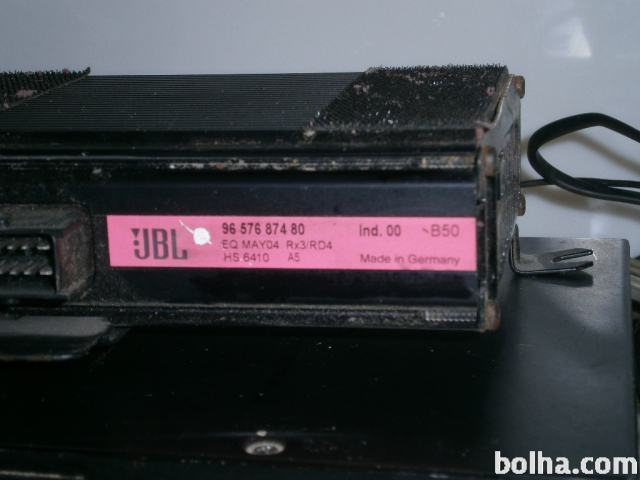 JBL
96 576 874 80 Ind. 00 ~B50
EQ MAY04 Rx3/RD4
HS 6410 A5 Made in Germany
bolha.com